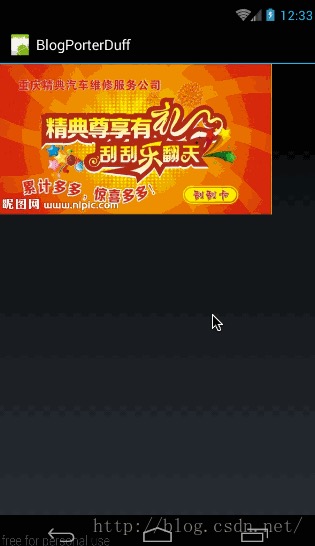 12:33
BlogPorterDuff
重庆精典汽车维修服务公司
精典尊享有礼
刮刮乐翻天
累计多多，惊喜多多！
刮刮卡
昵图网 www.nipic.com
http://blog.csdn.net/
free for personal use